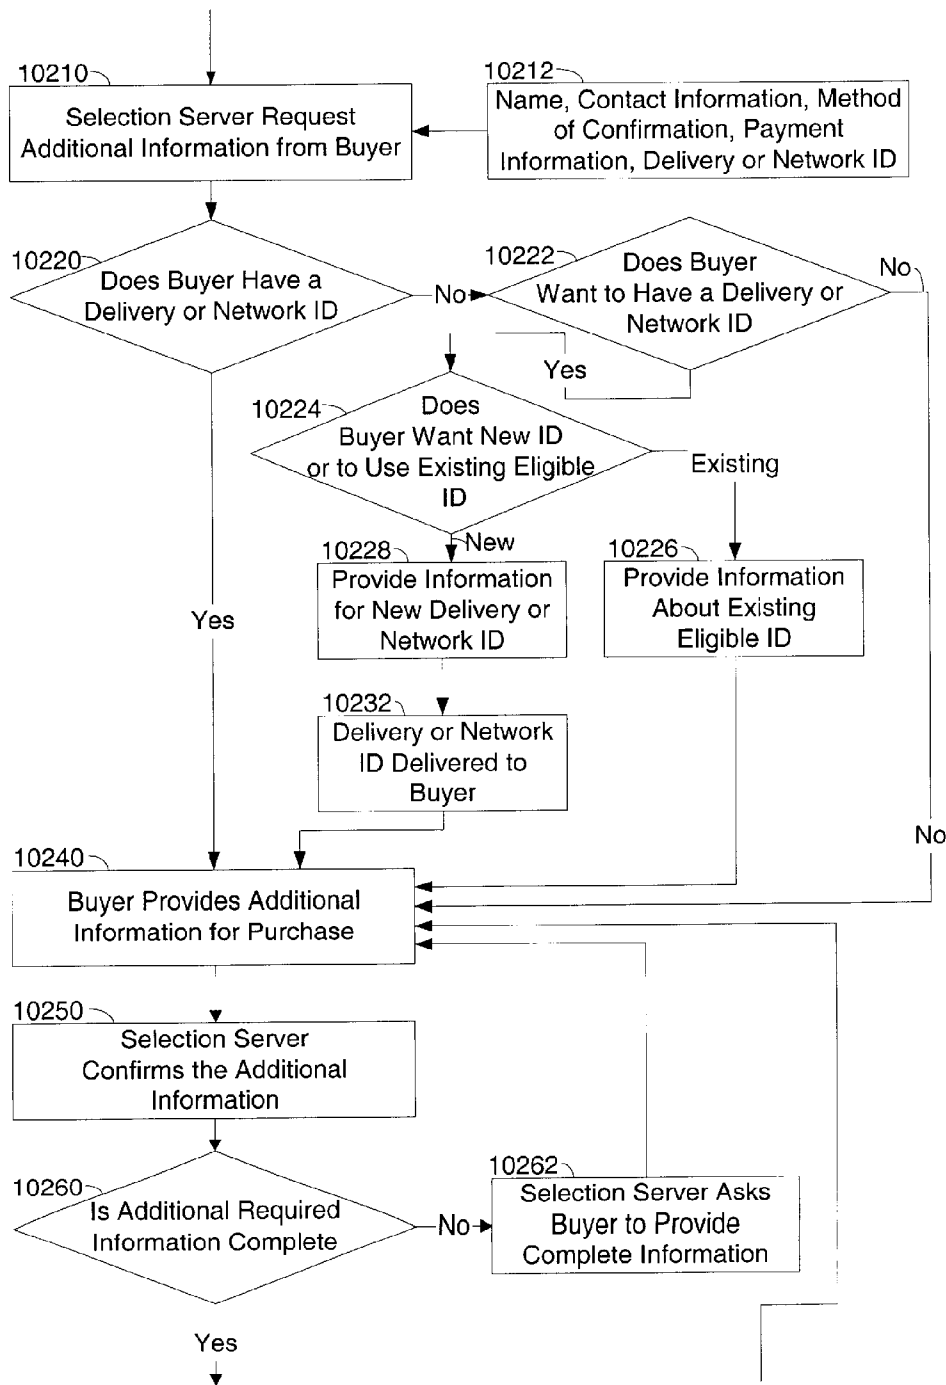 10210
Selection Server Request
Additional Information from Buyer
10212
Name, Contact Information, Method
of Confirmation, Payment
Information, Delivery or Network ID
10220
Does Buyer Have a
Delivery or Network ID
No
10222
Does Buyer
Want to Have a Delivery or
Network ID
No
Yes
10224
Does
Buyer Want New ID
or to Use Existing Eligible
ID
Existing
New
10228
Provide Information
for New Delivery or
Network ID
10226
Provide Information
About Existing
Eligible ID
Yes
10232
Delivery or Network
ID Delivered to
Buyer
No
10240
Buyer Provides Additional
Information for Purchase
10250
Selection Server
Confirms the Additional
Information
10260
Is Additional Required
Information Complete
No
10262
Selection Server Asks
Buyer to Provide
Complete Information
Yes